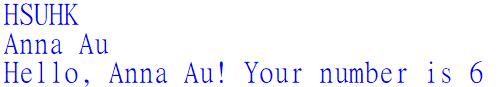 HSUHK
Anna Au
Hello, Anna Au! Your number is 6